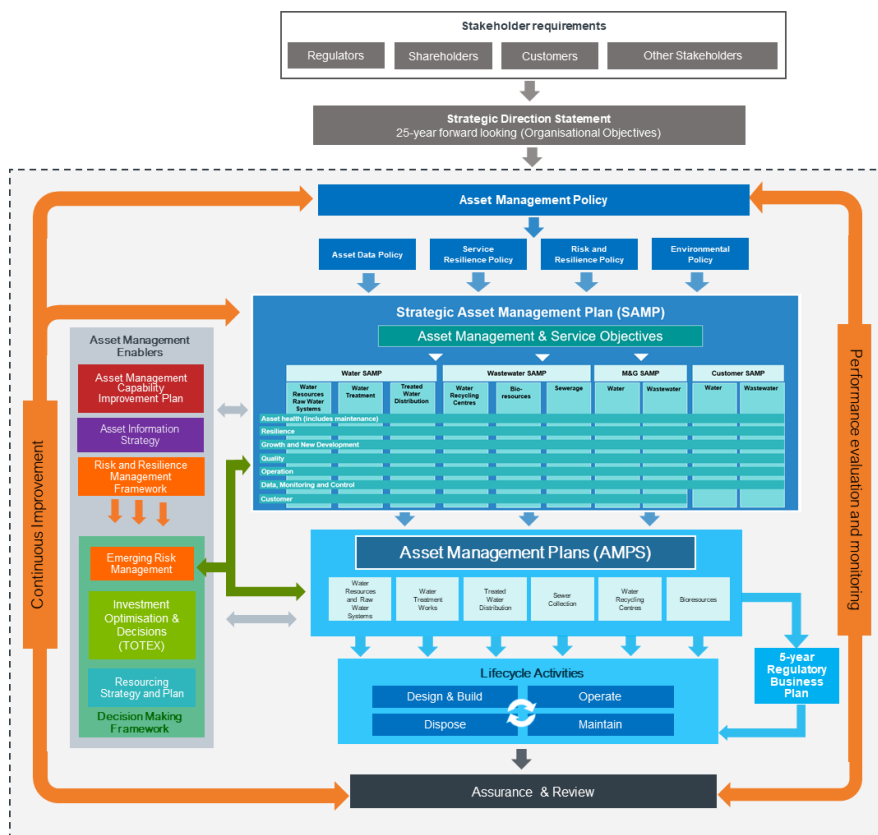 Stakeholder requirements
Regulators
Shareholders
Customers
Other Stakeholders
Strategic Direction Statement
25-year forward looking (Organisational Objectives)
Asset Management Policy
Asset Data Policy
Service
Resilience Policy
Risk and
Resilience Policy
Environmental
Policy
Strategic Asset Management Plan (SAMP)
Asset Management & Service Objectives
Water SAMP
Wastewater SAMP
M&G SAMP
Customer SAMP
Water
Resources
Raw Water
Systems
Water
Treatment
Treated
Water
Distribution
Water
Recycling
Centres
Bio-
resources
Sewerage
Water
Wastewater
Water
Wastewater
Asset health (includes maintenance)
Resilience
Growth and New Development
Quality
Operation
Data, Monitoring and Control
Customer
Asset Management
Enablers
Asset Management
Capability
Improvement Plan
Asset Information
Strategy
Risk and Resilience
Management
Framework
Emerging Risk
Management
Investment
Optimisation &
Decisions
(TOTEX)
Resourcing
Strategy and Plan
Decision Making
Framework
Continuous Improvement
Performance evaluation and monitoring
Asset Management Plans (AMPS)
Water
Resources
and Raw
Water
Systems
Water
Treatment
Works
Treated
Water
Distribution
Sewer
Collection
Water
Recycling
Centres
Bioresources
5-year
Regulatory
Business
Plan
Lifecycle Activities
Design & Build
Operate
Dispose
Maintain
Assurance & Review